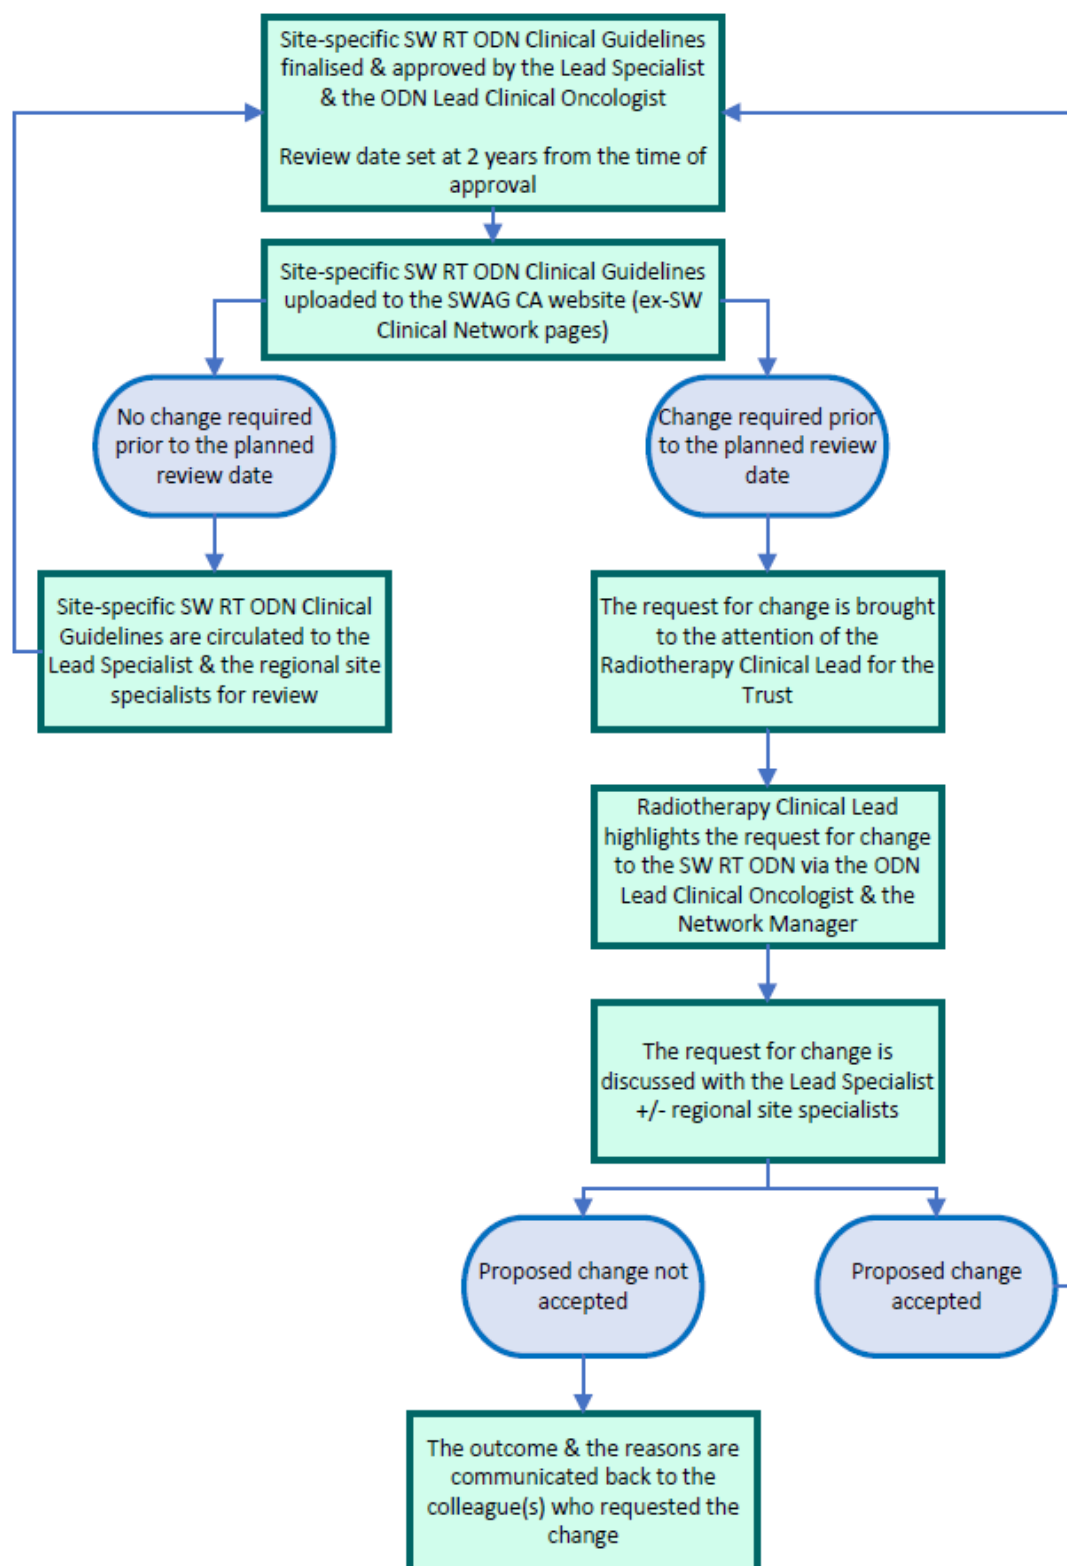 Site-specific SW RT ODN Clinical Guidelines
finalised & approved by the Lead Specialist
& the ODN Lead Clinical Oncologist
Review date set at 2 years from the time of
approval
Site-specific SW RT ODN Clinical Guidelines
uploaded to the SWAG CA website (ex-SW
Clinical Network pages)
No change required
prior to the planned
review date
Change required prior
to the planned review
date
Site-specific SW RT ODN Clinical
Guidelines are circulated to the
Lead Specialist & the regional site
specialists for review
The request for change is brought
to the attention of the
Radiotherapy Clinical Lead for the
Trust
Radiotherapy Clinical Lead
highlights the request for change
to the SW RT ODN via the ODN
Lead Clinical Oncologist & the
Network Manager
The request for change is
discussed with the Lead Specialist
+/- regional site specialists
Proposed change not
accepted
Proposed change
accepted
The outcome & the reasons are
communicated back to the
colleague(s) who requested the
change